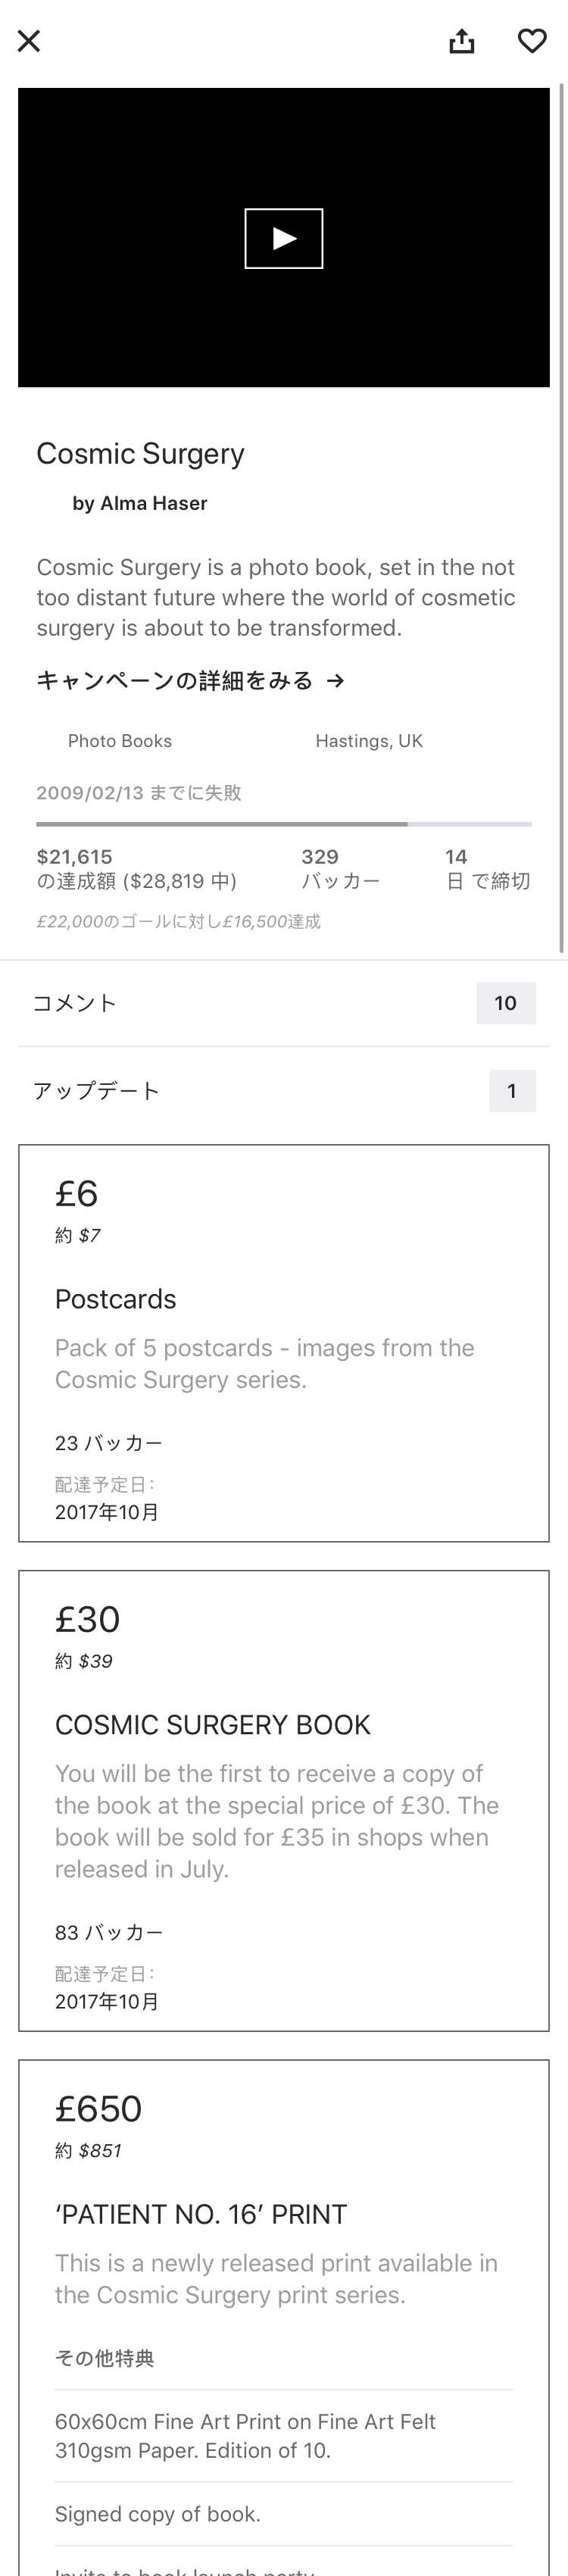 Cosmic Surgery
by Alma Haser
Cosmic Surgery is a photo book, set in the not
too distant future where the world of cosmetic
surgery is about to be transformed.
キャンペーンの詳細をみる →
Photo Books
Hastings, UK
2009/02/13 までに失敗
$21,615
の達成額 ($28,819 中)
329
バッカー
14
日 で締切
£22,000のゴールに対し£16,500達成
コメント
10
アップデート
1
£6
約 $7
Postcards
Pack of 5 postcards - images from the
Cosmic Surgery series.
23 バッカー
配達予定日:
2017年10月
£30
約 $39
COSMIC SURGERY BOOK
You will be the first to receive a copy of
the book at the special price of £30. The
book will be sold for £35 in shops when
released in July.
83 バッカー
配達予定日:
2017年10月
£650
約 $851
‘PATIENT NO. 16’ PRINT
This is a newly released print available in
the Cosmic Surgery print series.
その他特典
60x60cm Fine Art Print on Fine Art Felt
310gsm Paper. Edition of 10.
Signed copy of book.
Invite to book launch party